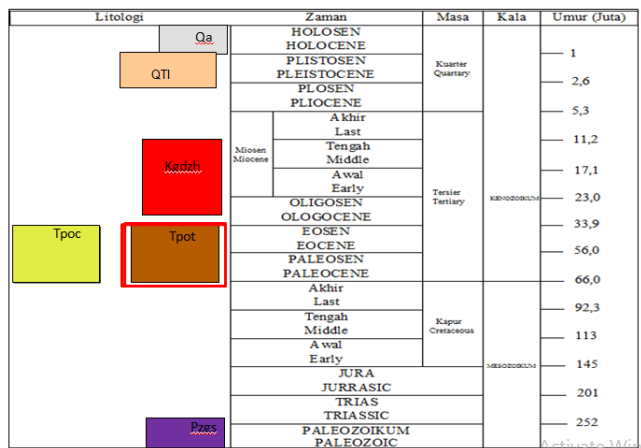 Litologi Zaman Masa Kala Umur (Juta)
Qa
HOLOSEN
HOLOCENE
1
QTl
PLISTOSEN
PLEISTOCENE
Kuarter
Quartary
2,6
PLOSEN
PLIOCENE
5,3
Miosen
Miocene
Akhir
Last
11,2
Tengah
Middle
17,1
Awal
Early
23,0
Kgdzh
Tersier
Tertiary
KENOZOIKUM
OLIGOSEN
OLOGOCENE
33,9
Tpoc
Tpot
EOSEN
EOCENE
56,0
PALEOSEN
PALEOCENE
66,0
Akhir
Last
92,3
Tengah
Middle
Kapur
Cretaceous
113
Awal
Early
145
MESOZOIKUM
JURA
JURRASIC
201
TRIAS
TRIASSIC
252
Pzgs
PALEOZOIKUM
PALEOZOIC
Activate Win